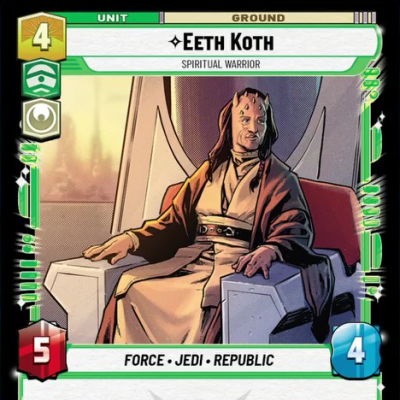 UNIT
GROUND
4
EETH KOTH
SPIRITUAL WARRIOR
5
4
FORCE • JEDI • REPUBLIC